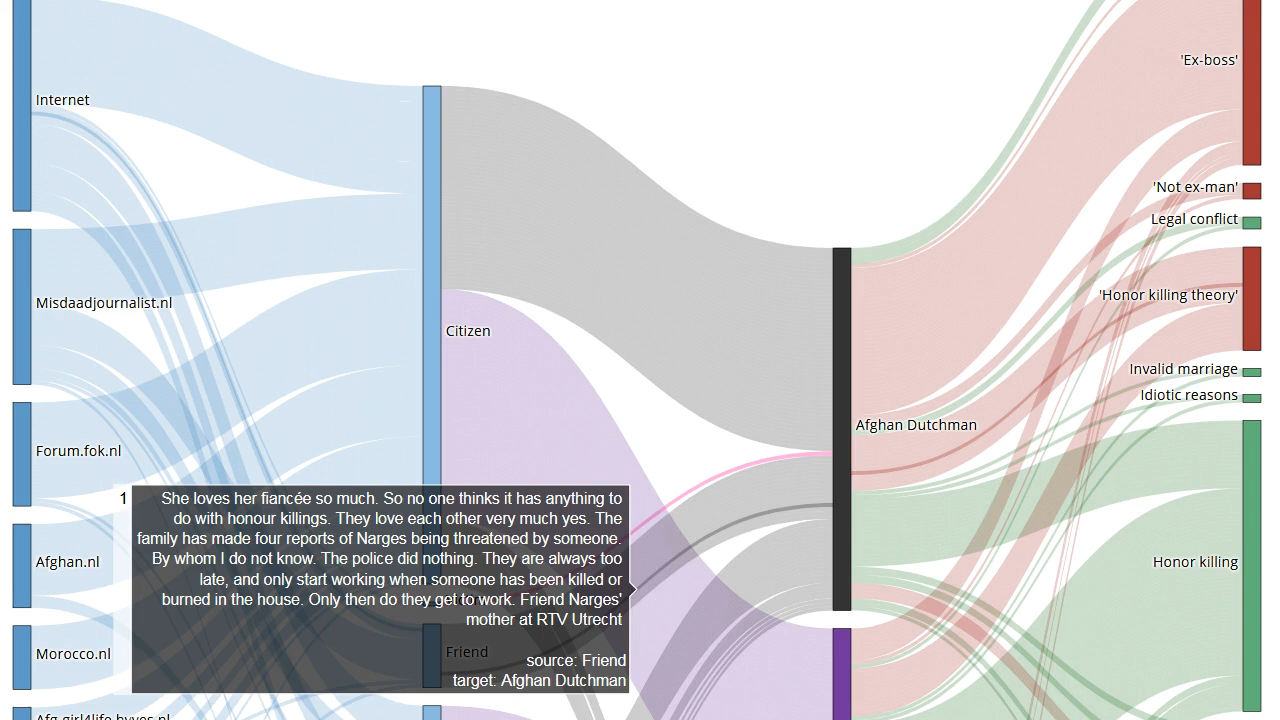 Internet
Misdaadjournalist.nl
Forum.fok.nl
Afghan.nl
Morocco.nl
Afg.girl4life.hyves.nl
Citizen
Friend
1
She loves her fiancée so much. So no one thinks it has anything to
do with honour killings. They love each other very much yes. The
family has made four reports of Narges being threatened by someone.
By whom I do not know. The police did nothing. They are always too
late, and only start working when someone has been killed or
burned in the house. Only then do they get to work. Friend Narges'
mother at RTV Utrecht
source: Friend
target: Afghan Dutchman
Afghan Dutchman
'Ex-boss'
'Not ex-man'
Legal conflict
'Honor killing theory'
Invalid marriage
Idiotic reasons
Honor killing